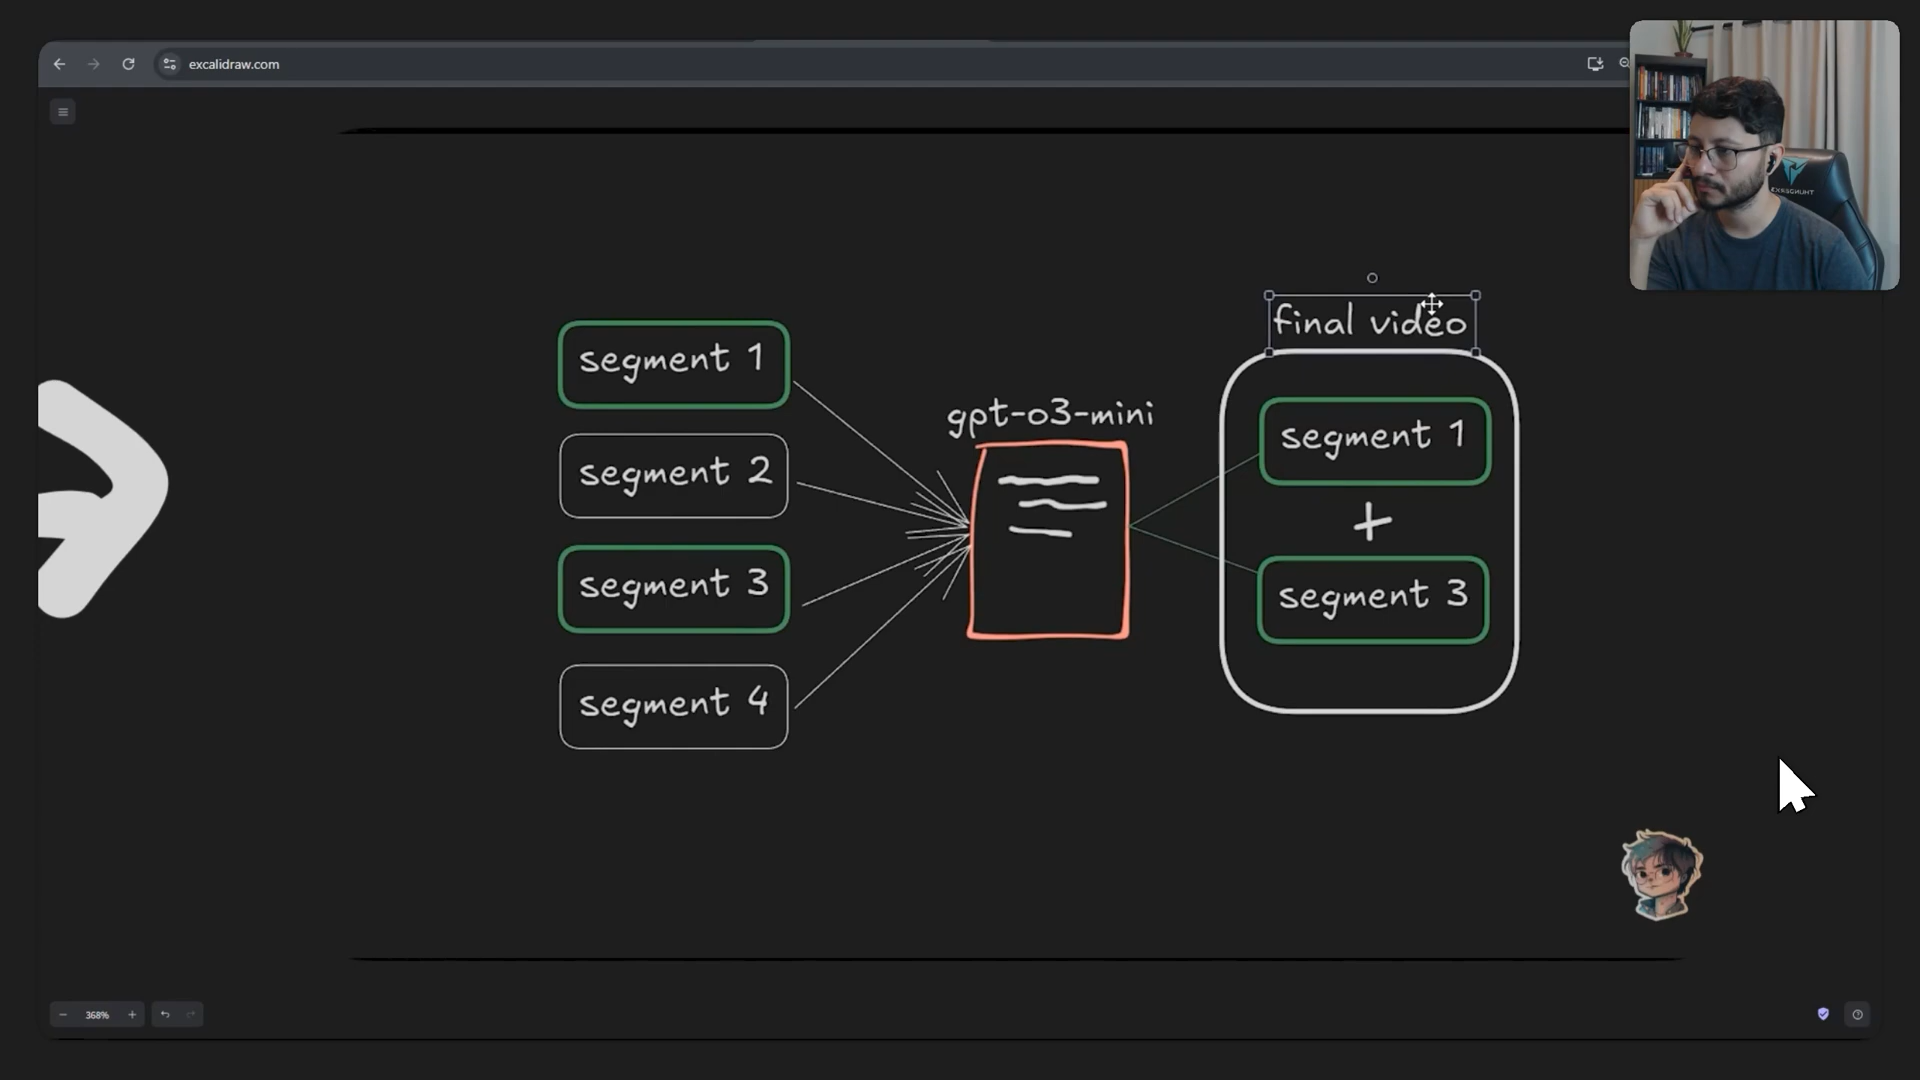 excalidraw.com
final video
segment 1
segment 2
segment 3
segment 4
gpt-o3-mini
segment 1
+
segment 3
368%